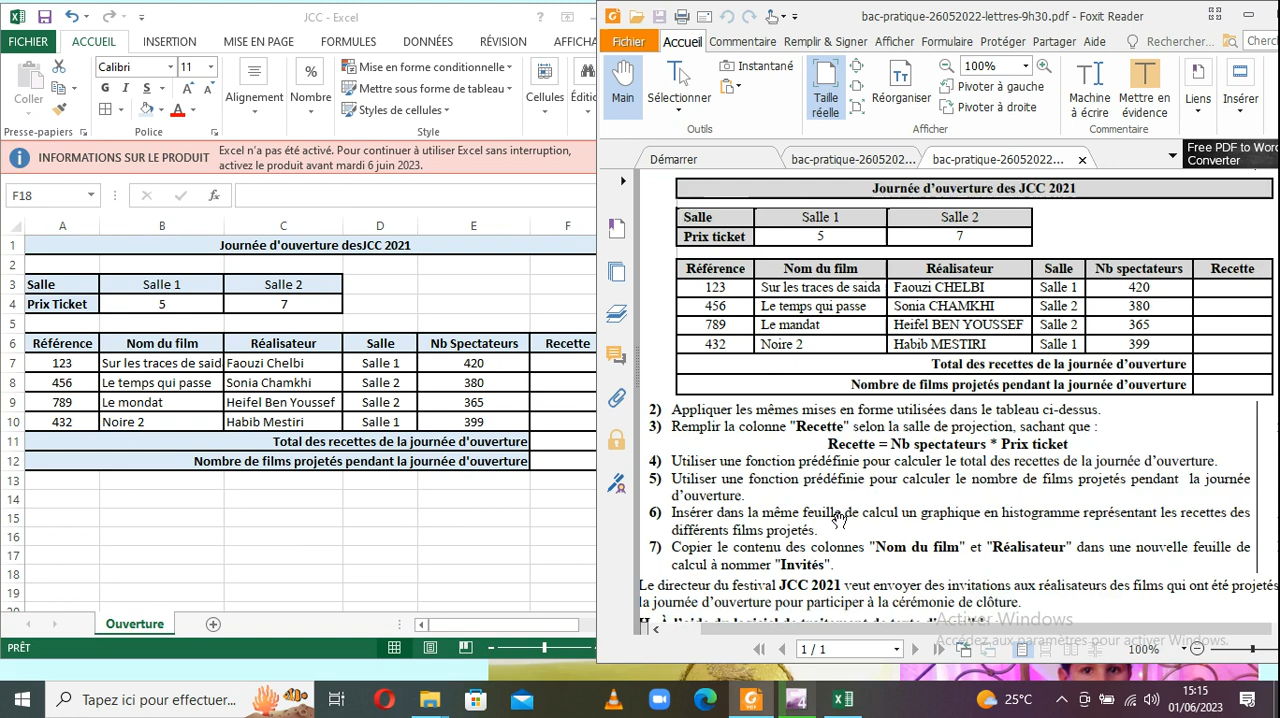 JCC - Excel
FICHIER ACCUEIL INSERTION MISE EN PAGE FORMULES DONNÉES RÉVISION AFFICHA
Coller
Calibri 11
G I S
Alignement
Nombre
Mise en forme conditionnelle
Mettre sous forme de tableau
Styles de cellules
Cellules
Éditi
Presse-papiers Police Style
INFORMATIONS SUR LE PRODUIT Excel n'a pas été activé. Pour continuer à utiliser Excel sans interruption,
activez le produit avant mardi 6 juin 2023.
F18
A B C D E F
1 Journée d'ouverture desJCC 2021
2
3 Salle Salle 1 Salle 2
4 Prix Ticket 5 7
5
6 Référence Nom du film Réalisateur Salle Nb Spectateurs Recette
7 123 Sur les traces de said Faouzi Chelbi Salle 1 420
8 456 Le temps qui passe Sonia Chamkhi Salle 2 380
9 789 Le mondat Heifel Ben Youssef Salle 2 365
10 432 Noire 2 Habib Mestiri Salle 1 399
11 Total des recettes de la journée d'ouverture
12 Nombre de films projetés pendant la journée d'ouverture
13
14
15
16
17
18
19
Ouverture
PRÊT
bac-pratique-26052022-lettres-9h30.pdf - Foxit Reader
Fichier Accueil Commentaire Remplir & Signer Afficher Formulaire Protéger Partager Aide Rechercher... Cherc
Main
Sélectionner
Instantané
Taille
réelle
Réorganiser
100%
Pivoter à gauche
Pivoter à droite
Machine
à écrire
Mettre en
évidence
Liens
Insérer
Outils Afficher Commentaire
Démarrer bac-pratique-2605202... bac-pratique-26052022...
Free PDF to Word
Converter
Journée d'ouverture des JCC 2021
Salle Salle 1 Salle 2
Prix ticket 5 7
Référence Nom du film Réalisateur Salle Nb spectateurs Recette
123 Sur les traces de saida Faouzi CHELBI Salle 1 420
456 Le temps qui passe Sonia CHAMKHI Salle 2 380
789 Le mandat Heifel BEN YOUSSEF Salle 2 365
432 Noire 2 Habib MESTIRI Salle 1 399
Total des recettes de la journée d'ouverture
Nombre de films projetés pendant la journée d'ouverture
2) Appliquer les mêmes mises en forme utilisées dans le tableau ci-dessus.
3) Remplir la colonne "Recette" selon la salle de projection, sachant que :
Recette = Nb spectateurs * Prix ticket
4) Utiliser une fonction prédéfinie pour calculer le total des recettes de la journée d'ouverture.
5) Utiliser une fonction prédéfinie pour calculer le nombre de films projetés pendant la journée
d'ouverture.
6) Insérer dans la même feuille de calcul un graphique en histogramme représentant les recettes des
différents films projetés.
7) Copier le contenu des colonnes "Nom du film" et "Réalisateur" dans une nouvelle feuille de
calcul à nommer "Invités".
Le directeur du festival JCC 2021 veut envoyer des invitations aux réalisateurs des films qui ont été projetés
la journée d'ouverture pour participer à la cérémonie de clôture.
Activer Windows
Accédez aux paramètres pour activer Windows.
1 / 1 100%
Tapez ici pour effectuer...
25°C
15:15
01/06/2023